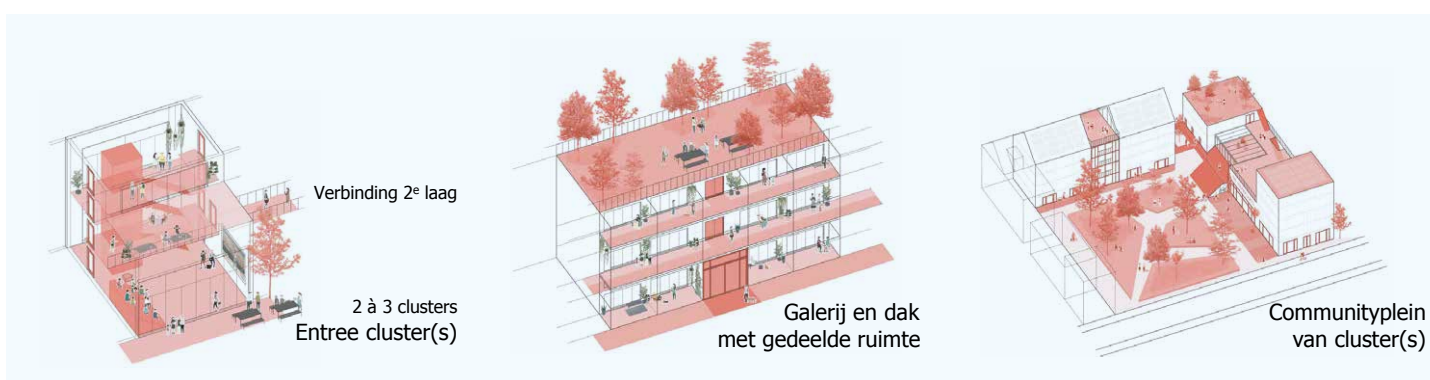 Verbinding 2ᵉ laag
2 à 3 clusters
Entree cluster(s)
Galerij en dak
met gedeelde ruimte
Communityplein
van cluster(s)